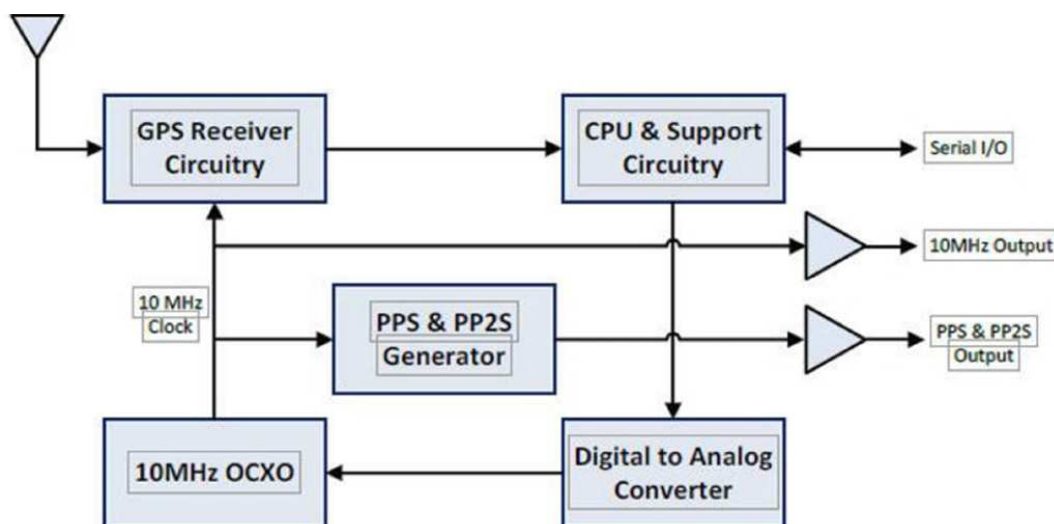 GPS Receiver
Circuitry
CPU & Support
Circuitry
Serial I/O
10MHz Output
10 MHz
Clock
PPS & PP2S
Generator
PPS & PP2S
Output
10MHz OCXO
Digital to Analog
Converter